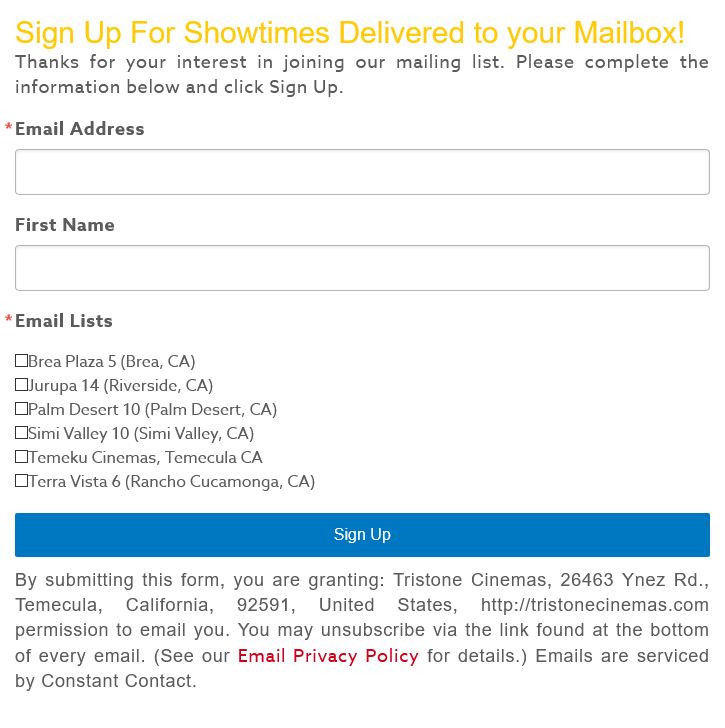 Sign Up For Showtimes Delivered to your Mailbox!
Thanks for your interest in joining our mailing list. Please complete the
information below and click Sign Up.
*Email Address
First Name
*Email Lists
Brea Plaza 5 (Brea, CA)
Jurupa 14 (Riverside, CA)
Palm Desert 10 (Palm Desert, CA)
Simi Valley 10 (Simi Valley, CA)
Temeku Cinemas, Temecula CA
Terra Vista 6 (Rancho Cucamonga, CA)
Sign Up
By submitting this form, you are granting: Tristone Cinemas, 26463 Ynez Rd.,
Temecula, California, 92591, United States, http://tristonecinemas.com
permission to email you. You may unsubscribe via the link found at the bottom
of every email. (See our Email Privacy Policy for details.) Emails are serviced
by Constant Contact.